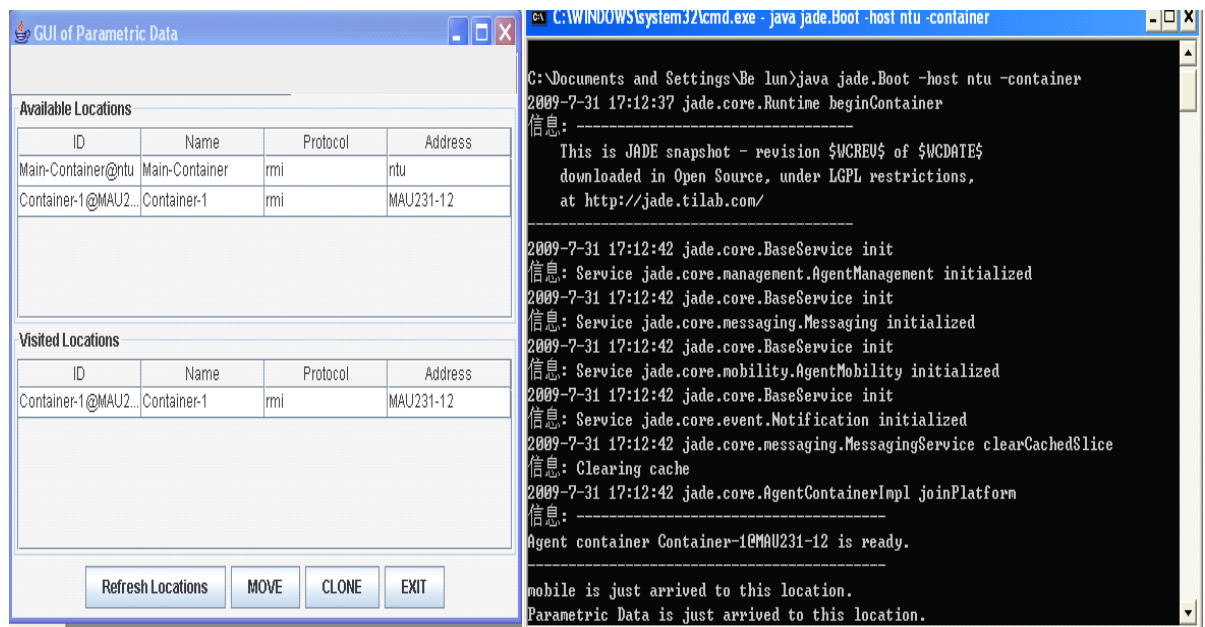 GUI of Parametric Data
Available Locations
ID Name Protocol Address
Main-Container@ntu Main-Container rmi ntu
Container-1@MAU2... Container-1 rmi MAU231-12
Visited Locations
ID Name Protocol Address
Container-1@MAU2... Container-1 rmi MAU231-12
Refresh Locations MOVE CLONE EXIT
C:\WINDOWS\system32\cmd.exe - java jade.Boot -host ntu -container
C:\Documents and Settings\Be lun>java jade.Boot -host ntu -container
2009-7-31 17:12:37 jade.core.Runtime beginContainer
信息: ----------------------------------
This is JADE snapshot - revision $WCREV$ of $WCDATE$
downloaded in Open Source, under LGPL restrictions,
at http://jade.tilab.com/
----------------------------------------
2009-7-31 17:12:42 jade.core.BaseService init
信息: Service jade.core.management.AgentManagement initialized
2009-7-31 17:12:42 jade.core.BaseService init
信息: Service jade.core.messaging.Messaging initialized
2009-7-31 17:12:42 jade.core.BaseService init
信息: Service jade.core.mobility.AgentMobility initialized
2009-7-31 17:12:42 jade.core.BaseService init
信息: Service jade.core.event.Notification initialized
2009-7-31 17:12:42 jade.core.messaging.MessagingService clearCachedSlice
信息: Clearing cache
2009-7-31 17:12:42 jade.core.AgentContainerImpl joinPlatform
信息: --------------------------------------
Agent container Container-1@MAU231-12 is ready.
--------------------------------------------
mobile is just arrived to this location.
Parametric Data is just arrived to this location.